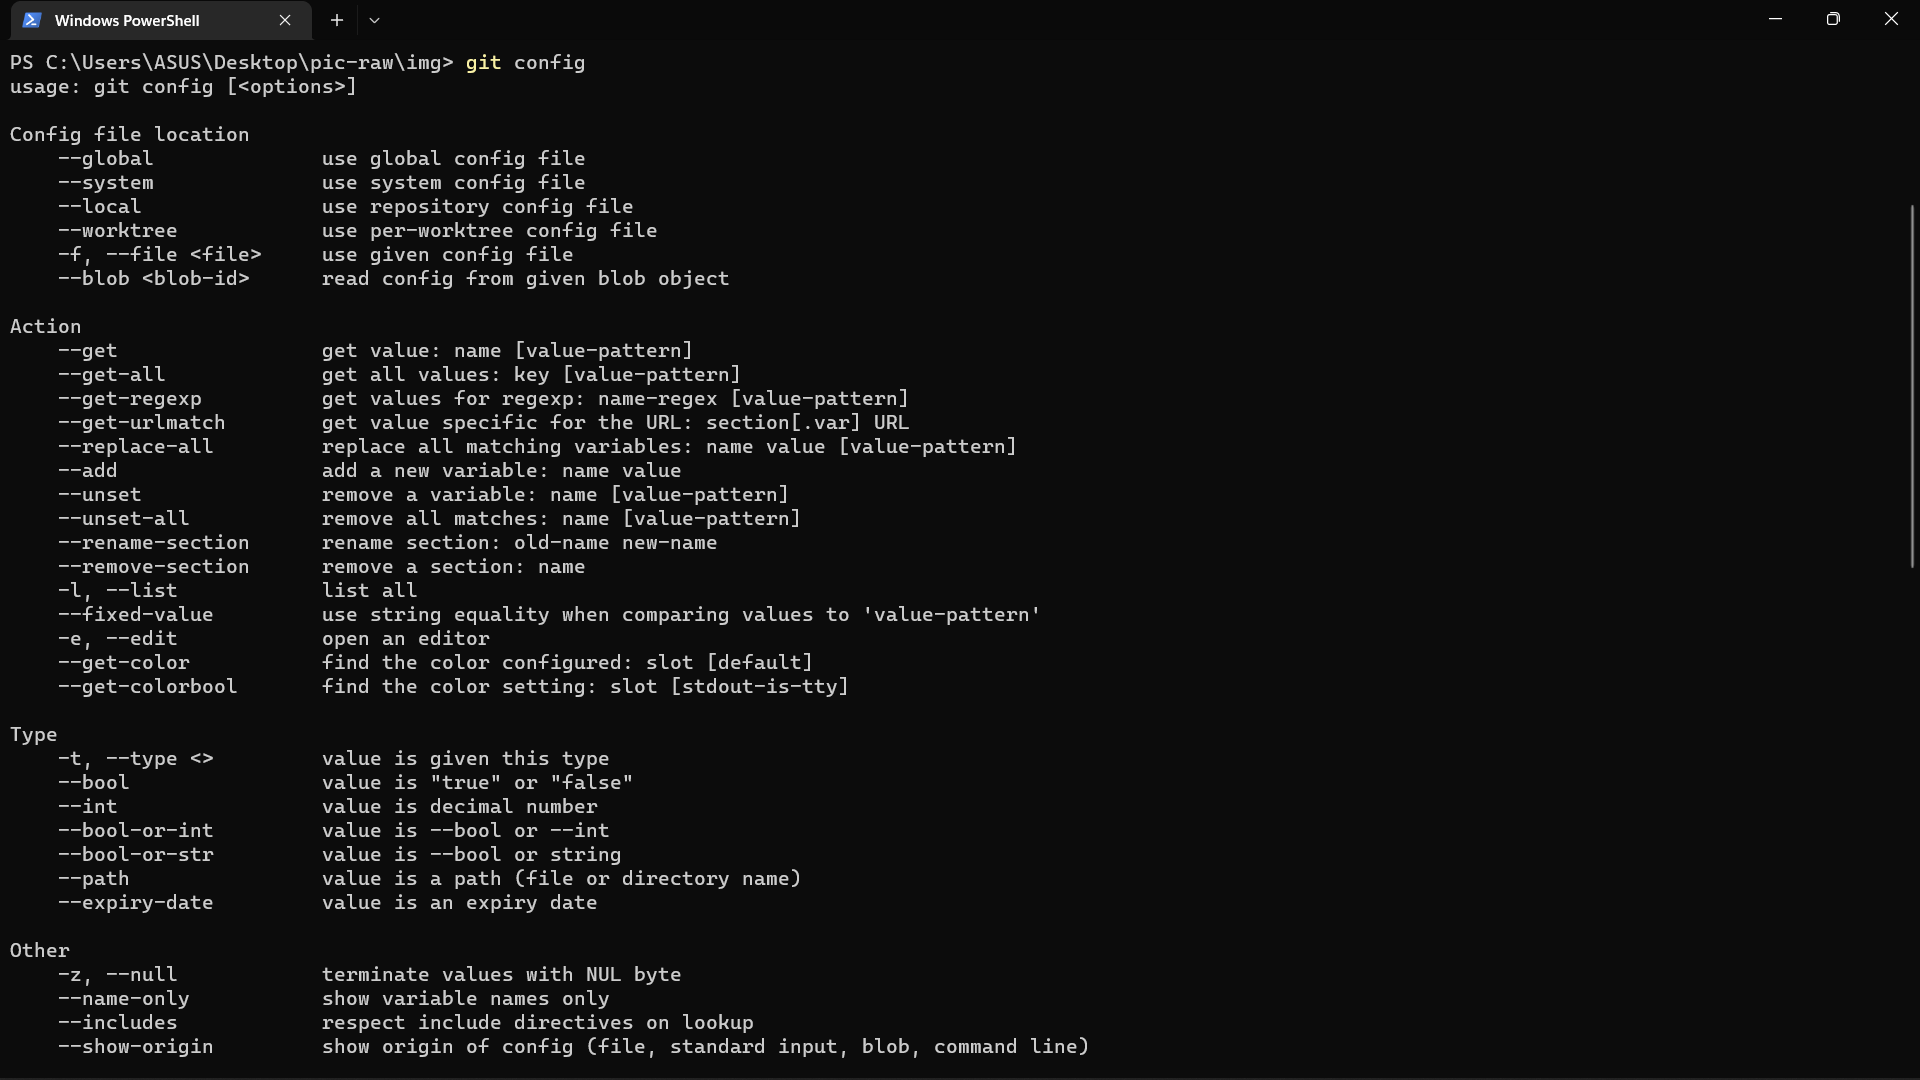 Windows PowerShell
PS C:\Users\ASUS\Desktop\pic-raw\img> git config
usage: git config [<options>]

Config file location
    --global              use global config file
    --system              use system config file
    --local               use repository config file
    --worktree            use per-worktree config file
    -f, --file <file>     use given config file
    --blob <blob-id>      read config from given blob object

Action
    --get                 get value: name [value-pattern]
    --get-all             get all values: key [value-pattern]
    --get-regexp          get values for regexp: name-regex [value-pattern]
    --get-urlmatch        get value specific for the URL: section[.var] URL
    --replace-all         replace all matching variables: name value [value-pattern]
    --add                 add a new variable: name value
    --unset               remove a variable: name [value-pattern]
    --unset-all           remove all matches: name [value-pattern]
    --rename-section      rename section: old-name new-name
    --remove-section      remove a section: name
    -l, --list            list all
    --fixed-value         use string equality when comparing values to 'value-pattern'
    -e, --edit            open an editor
    --get-color           find the color configured: slot [default]
    --get-colorbool       find the color setting: slot [stdout-is-tty]

Type
    -t, --type <>         value is given this type
    --bool                value is "true" or "false"
    --int                 value is decimal number
    --bool-or-int         value is --bool or --int
    --bool-or-str         value is --bool or string
    --path                value is a path (file or directory name)
    --expiry-date         value is an expiry date

Other
    -z, --null            terminate values with NUL byte
    --name-only           show variable names only
    --includes            respect include directives on lookup
    --show-origin         show origin of config (file, standard input, blob, command line)